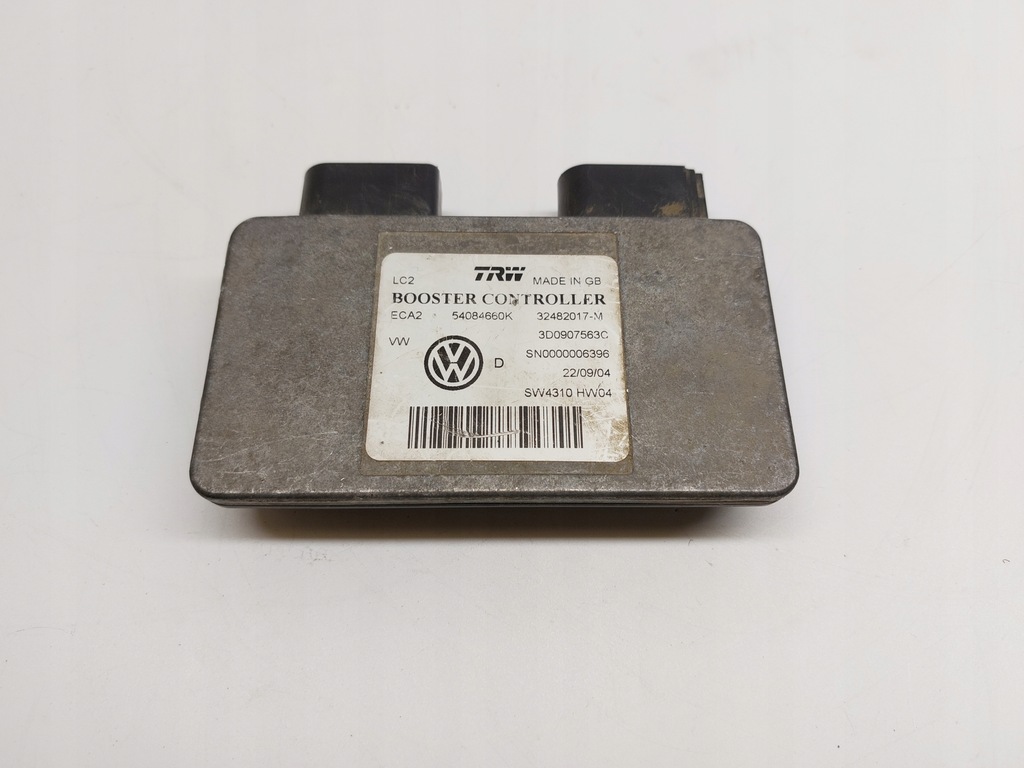 TRW
LC2 MADE IN GB
BOOSTER CONTROLLER
ECA2 54084660K 32482017-M
3D0907563C
VW
SN0000006396
D
22/09/04
SW4310 HW04